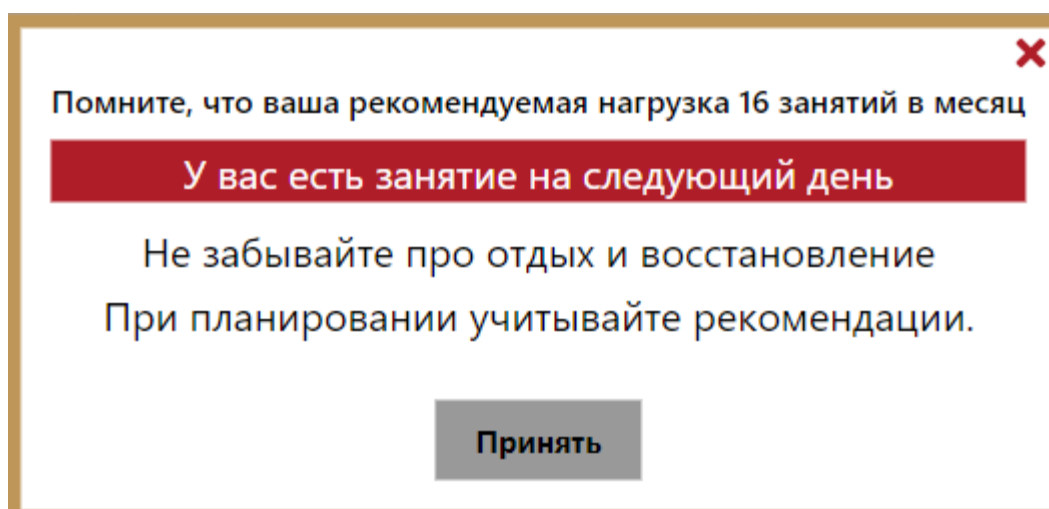 Помните, что ваша рекомендуемая нагрузка 16 занятий в месяц
У вас есть занятие на следующий день
Не забывайте про отдых и восстановление
При планировании учитывайте рекомендации.
Принять